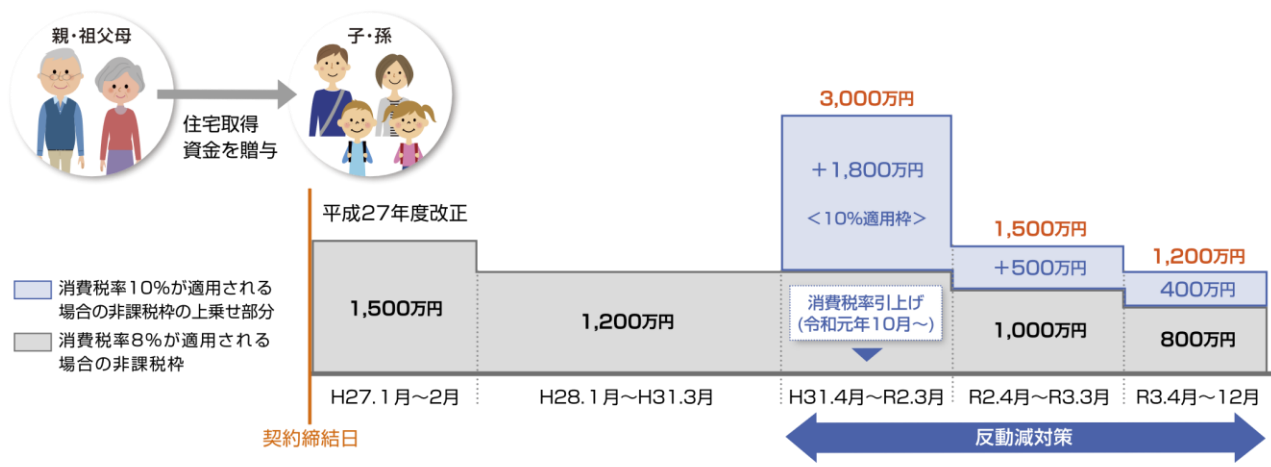 親・祖父母
子・孫
住宅取得
資金を贈与
平成27年度改正
3,000万円
+1,800万円
<10%適用枠>
1,500万円
+500万円
1,200万円
400万円
消費税率10%が適用される
場合の非課税枠の上乗せ部分
消費税率8%が適用される
場合の非課税枠
1,500万円
1,200万円
消費税率引上げ
(令和元年10月〜)
1,000万円
800万円
H27.1月〜2月
H28.1月〜H31.3月
H31.4月〜R2.3月
R2.4月〜R3.3月
R3.4月〜12月
契約締結日
反動減対策